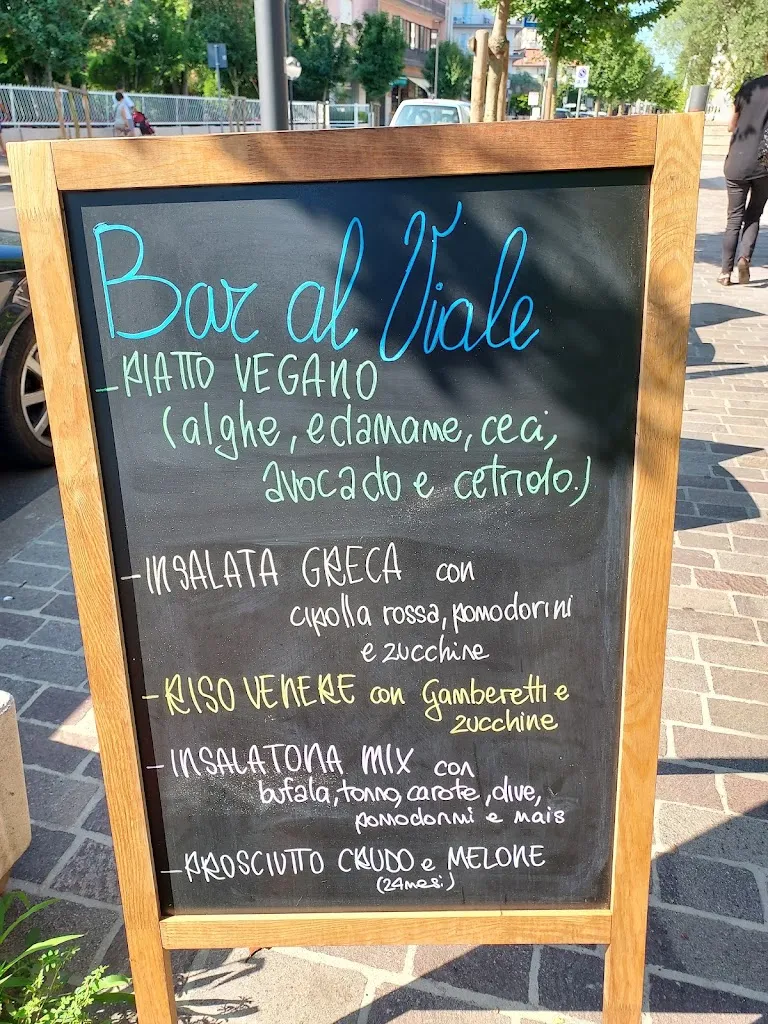 Bar al Viale
- PIATTO VEGANO
(alghe, edamame, ceci,
avocado e cetriolo.)
- INSALATA GRECA con
cipolla rossa, pomodorini
e zucchine
- RISO VENERE con Gamberetti e
zucchine
- INSALATONA MIX con
bufala, tonno, carote, olive,
pomodorini e mais
- PROSCIUTTO CRUDO e MELONE
(24 mesi)